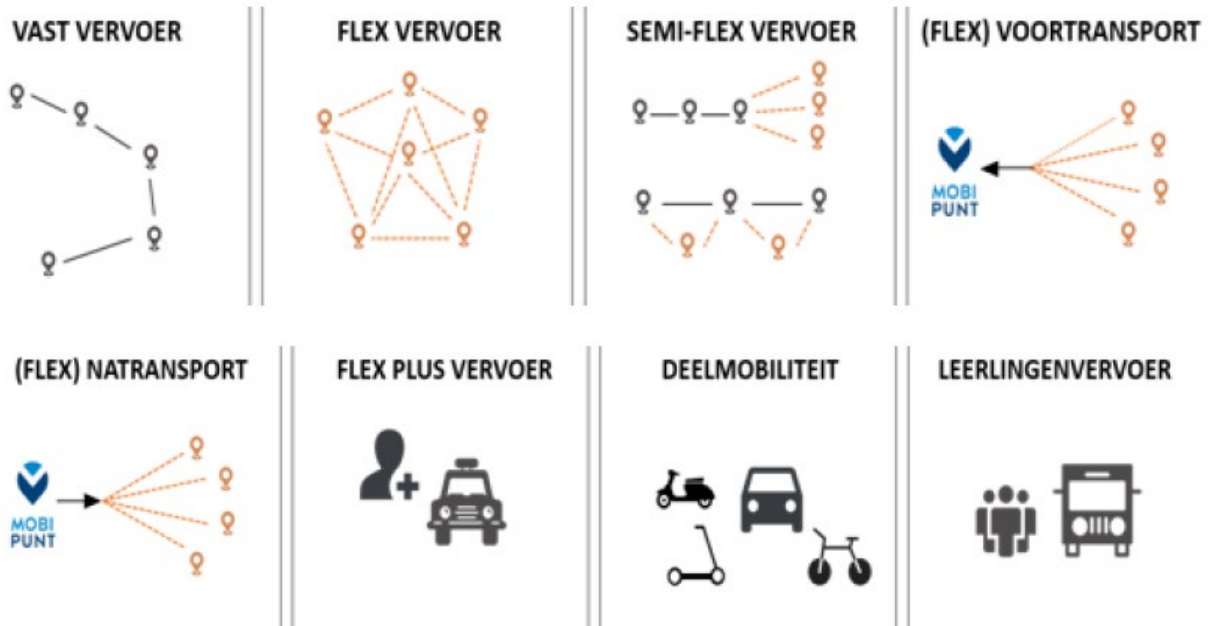 VAST VERVOER
FLEX VERVOER
SEMI-FLEX VERVOER
(FLEX) VOORTRANSPORT
MOBI
PUNT
(FLEX) NATRANSPORT
FLEX PLUS VERVOER
DEELMOBILITEIT
LEERLINGENVERVOER
MOBI
PUNT